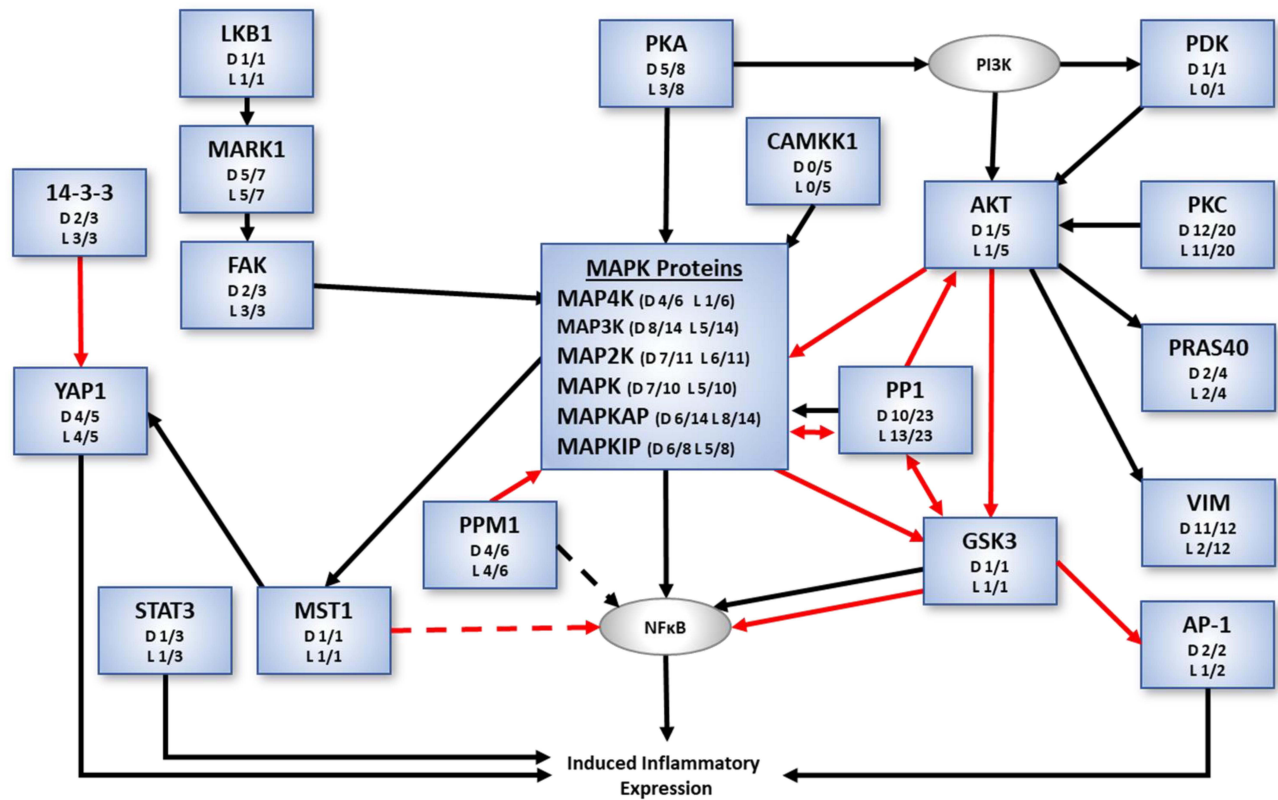 LKB1
D 1/1
L 1/1
PKA
D 5/8
L 3/8
PI3K
PDK
D 1/1
L 0/1
MARK1
D 5/7
L 5/7
CAMKK1
D 0/5
L 0/5
14-3-3
D 2/3
L 3/3
AKT
D 1/5
L 1/5
PKC
D 12/20
L 11/20
FAK
D 2/3
L 3/3
MAPK Proteins
MAP4K (D 4/6 L 1/6)
MAP3K (D 8/14 L 5/14)
MAP2K (D 7/11 L 6/11)
MAPK (D 7/10 L 5/10)
MAPKAP (D 6/14 L 8/14)
MAPKIP (D 6/8 L 5/8)
PRAS40
D 2/4
L 2/4
YAP1
D 4/5
L 4/5
PP1
D 10/23
L 13/23
VIM
D 11/12
L 2/12
PPM1
D 4/6
L 4/6
GSK3
D 1/1
L 1/1
STAT3
D 1/3
L 1/3
MST1
D 1/1
L 1/1
NFκB
AP-1
D 2/2
L 1/2
Induced Inflammatory
Expression